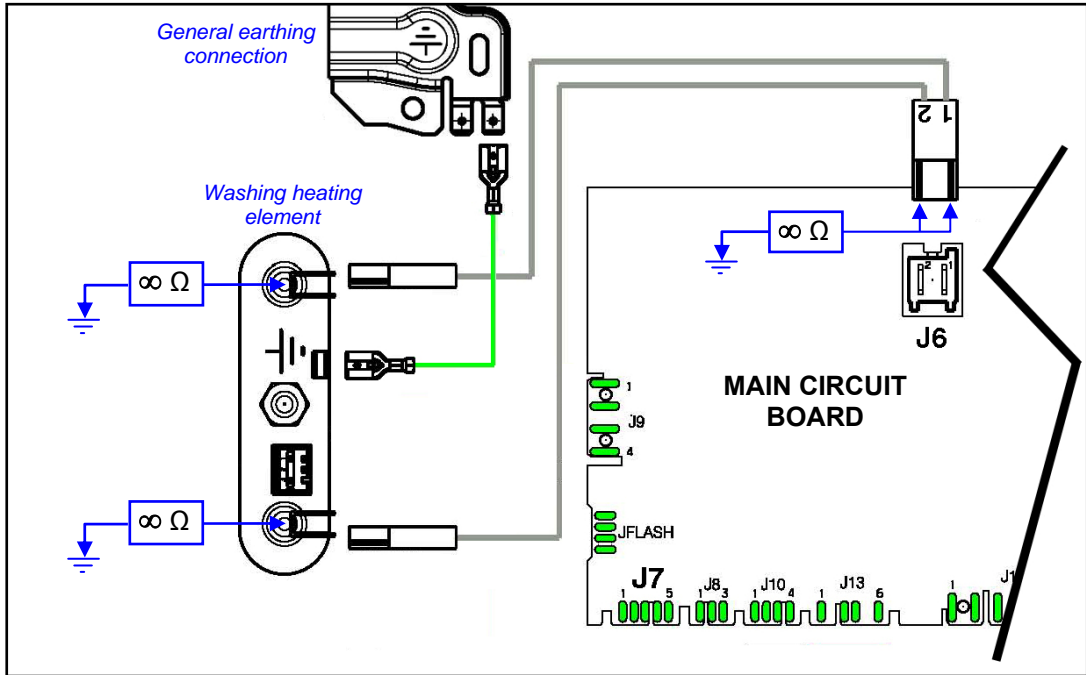 General earthing
connection
2 1
Washing heating
element
∞ Ω
∞ Ω
2 1
J6
MAIN CIRCUIT
BOARD
1
J9
4
∞ Ω
JFLASH
J7
1 5
J8
1 3
J10
1 4
J13
1 6
1
J1